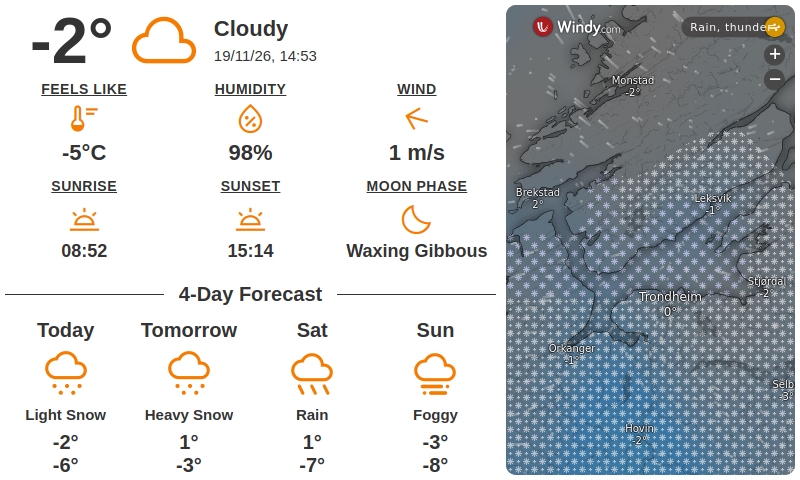 -2°
Cloudy
19/11/26, 14:53
FEELS LIKE
HUMIDITY
WIND
-5°C
98%
1 m/s
SUNRISE
SUNSET
MOON PHASE
08:52
15:14
Waxing Gibbous
4-Day Forecast
Today
Tomorrow
Sat
Sun
Light Snow
Heavy Snow
Rain
Foggy
-2°
1°
1°
-3°
-6°
-3°
-7°
-8°
Windy.com
Rain, thunde
+
−
Monstad
-2°
Brekstad
2°
Leksvik
-1°
Stjørdal
-2°
Trondheim
0°
Orkanger
-1°
Selb
-3°
Hovin
-2°